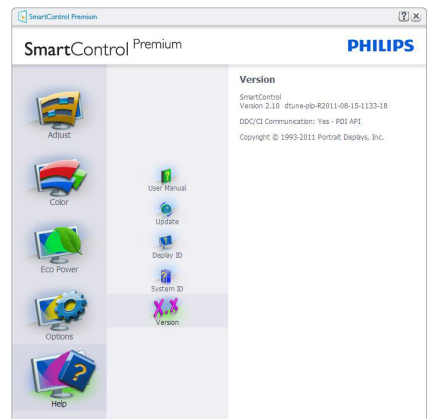 SmartControl Premium
SmartControl Premium
PHILIPS
Adjust
Color
Eco Power
Options
Help
User Manual
Update
Display ID
System ID
X.X
Version
Version
SmartControl
Version 2.10 dtune-plp-R2011-08-15-1133-18
DDC/CI Communication: Yes - PDI API
Copyright © 1993-2011 Portrait Displays, Inc.